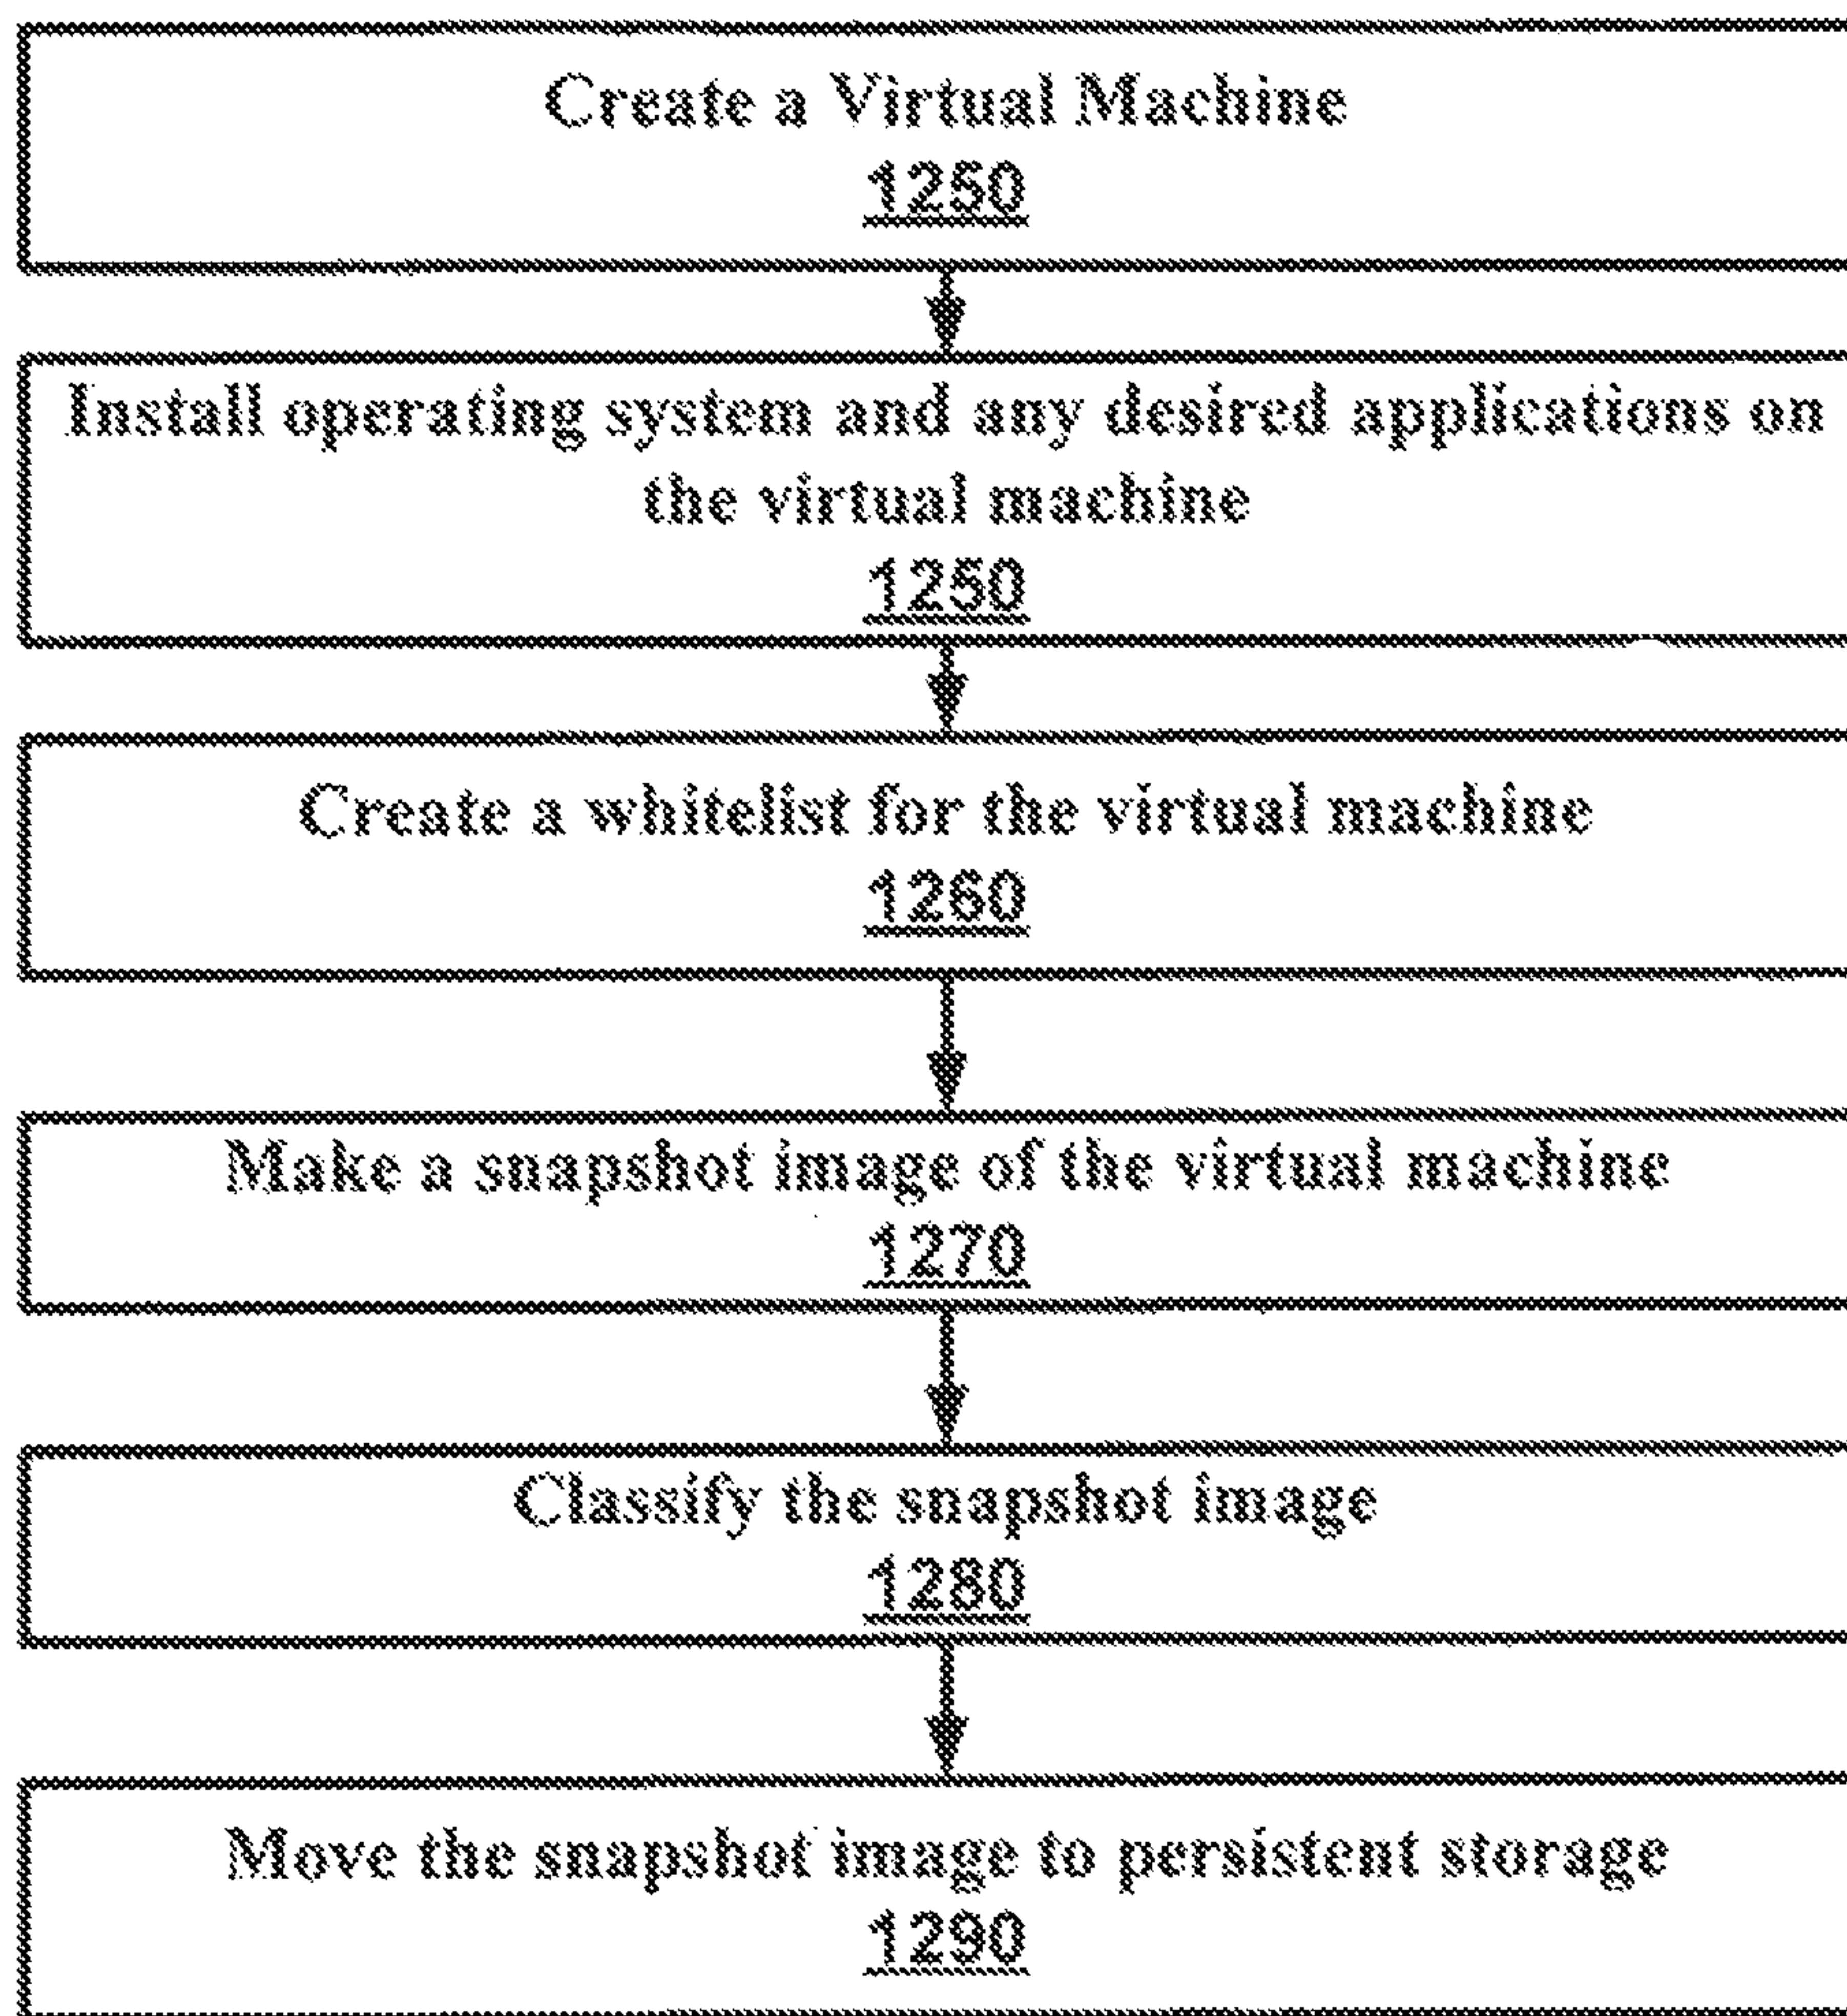 Create a Virtual Machine
1250
Install operating system and any desired applications on
the virtual machine
1250
Create a whitelist for the virtual machine
1260
Make a snapshot image of the virtual machine
1270
Classify the snapshot image
1280
Move the snapshot image to persistent storage
1290